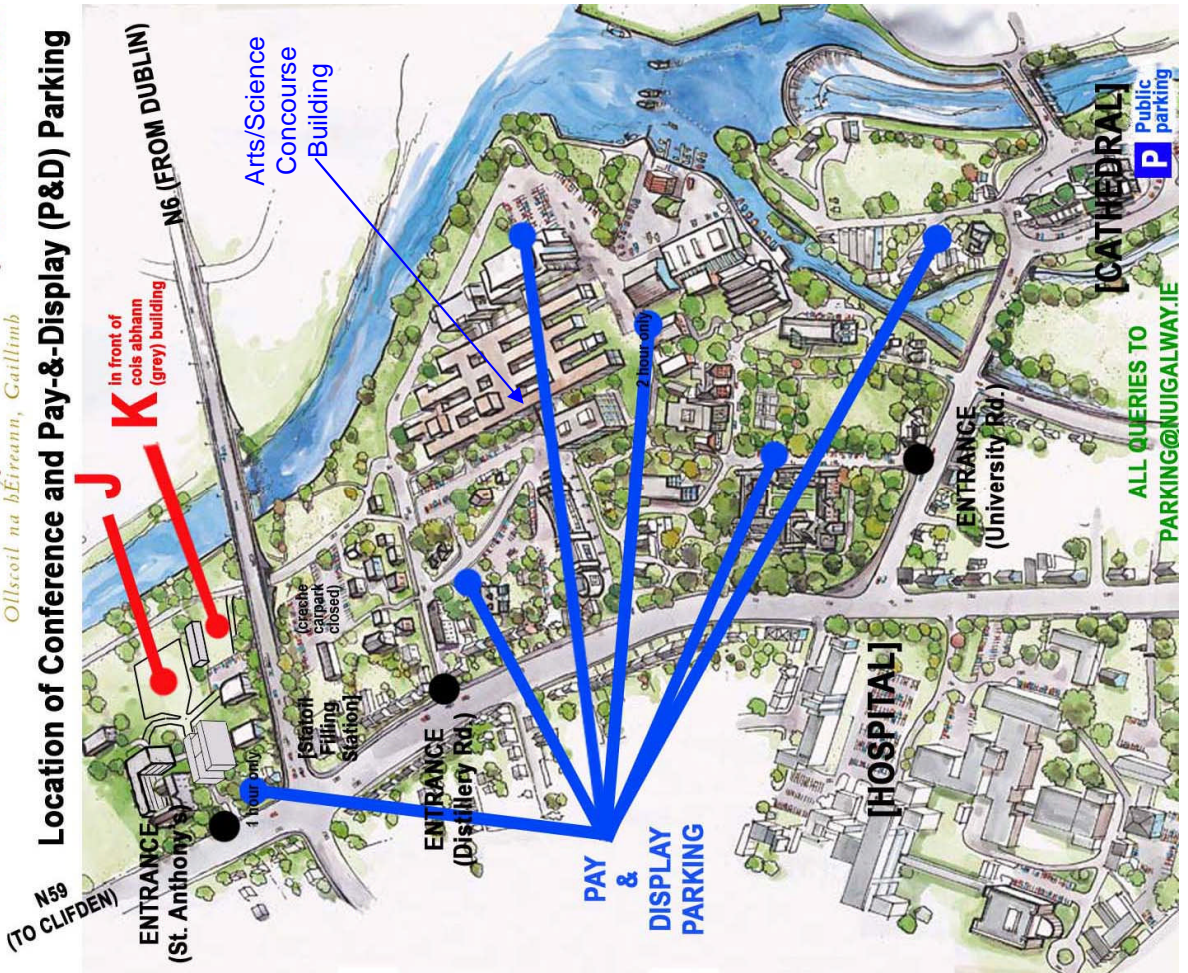 Ollscoil na hÉireann, Gaillimh
Location of Conference and Pay-&-Display (P&D) Parking
N6 (FROM DUBLIN)
J
K
In front of
cois abhann
(grey) building
Arts/Science
Concourse
Building
N59
(TO CLIFDEN)
ENTRANCE
(St. Anthony's)
1 hour only
[Statoil
Filling
Station]
(creche
carpark
closed)
ENTRANCE
(Distillery Rd.)
2 hour only
PAY
&
DISPLAY
PARKING
ENTRANCE
(University Rd.)
[HOSPITAL]
[CATHEDRAL]
P
Public
parking
ALL QUERIES TO
PARKING@NUIGALWAY.IE